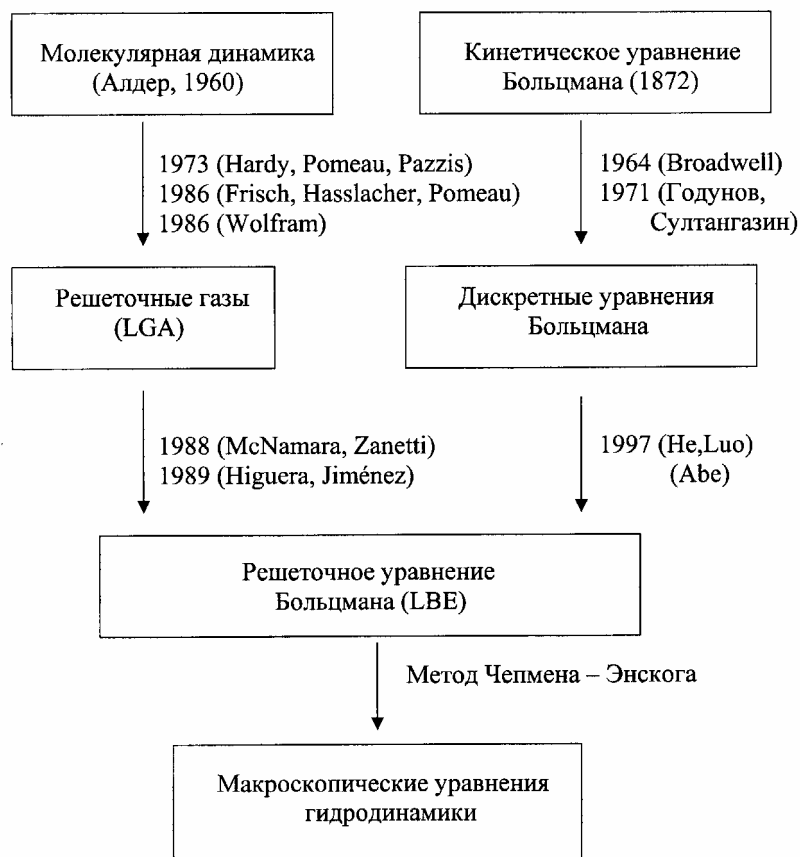 Молекулярная динамика
(Алдер, 1960)
Кинетическое уравнение
Больцмана (1872)
1973 (Hardy, Pomeau, Pazzis)
1986 (Frisch, Hasslacher, Pomeau)
1986 (Wolfram)
1964 (Broadwell)
1971 (Годунов,
Султангазин)
Решеточные газы
(LGA)
Дискретные уравнения
Больцмана
1988 (McNamara, Zanetti)
1989 (Higuera, Jiménez)
1997 (He,Luo)
(Abe)
Решеточное уравнение
Больцмана (LBE)
Метод Чепмена – Энскога
Макроскопические уравнения
гидродинамики